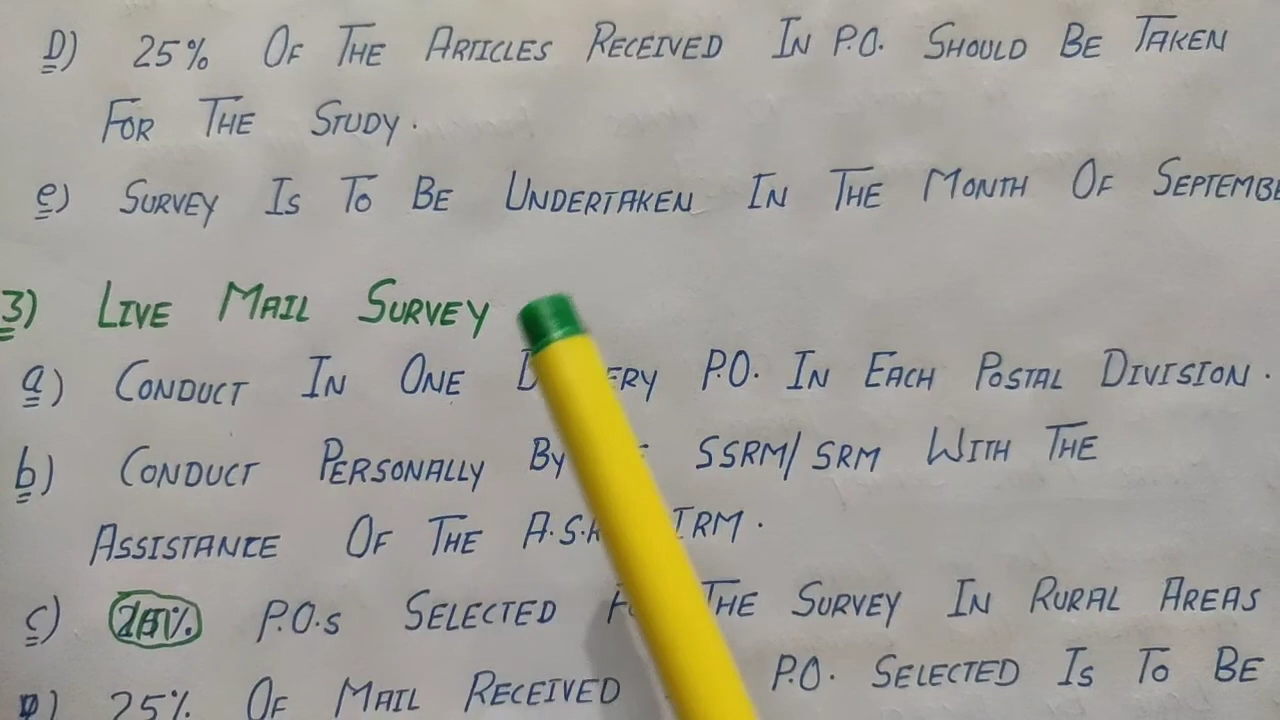 D) 25% OF THE ARTICLES RECEIVED IN P.O. SHOULD BE TAKEN
FOR THE STUDY.
e) SURVEY IS TO BE UNDERTAKEN IN THE MONTH OF SEPTEMBE
3) LIVE MAIL SURVEY
a) CONDUCT IN ONE P.O. IN EACH POSTAL DIVISION.
b) CONDUCT PERSONALLY BY SSRM/SRM WITH THE
ASSISTANCE OF THE IRM.
c) P.O.s SELECTED THE SURVEY IN RURAL AREAS
D) 25% OF MAIL RECEIVED P.O. SELECTED IS TO BE